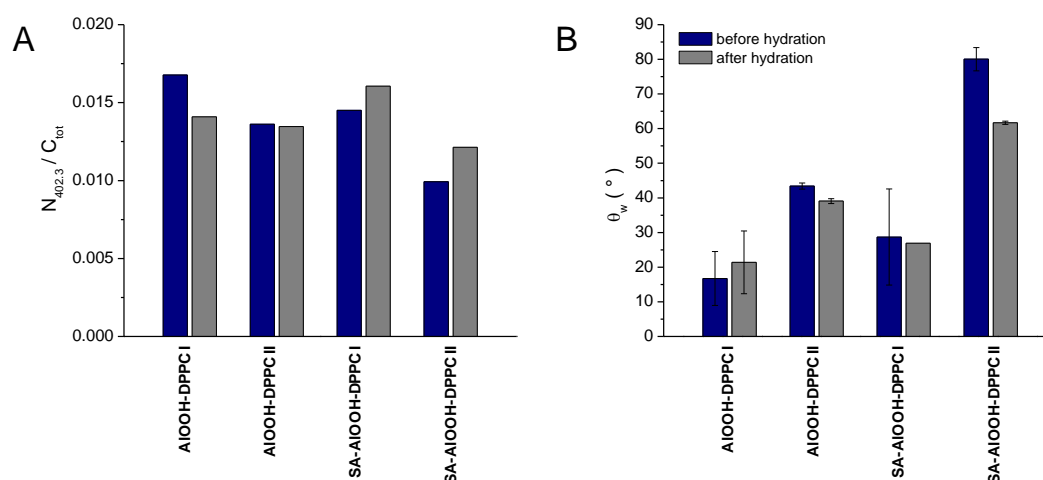 A
0.020
0.015
0.010
0.005
0.000
N402.3 / Ctot
AlOOH-DPPC I
AlOOH-DPPC II
SA-AlOOH-DPPC I
SA-AlOOH-DPPC II
B
before hydration
after hydration
90
80
70
60
50
40
30
20
10
0
θw ( ° )
AlOOH-DPPC I
AlOOH-DPPC II
SA-AlOOH-DPPC I
SA-AlOOH-DPPC II